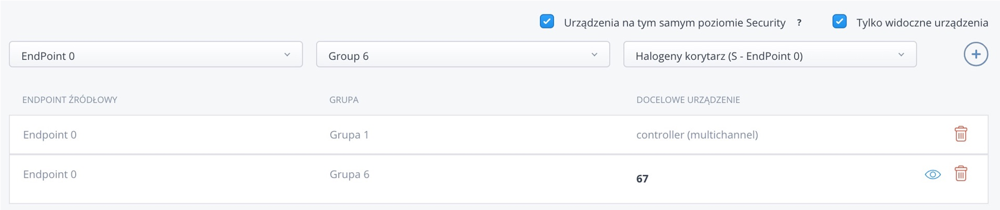 Urządzenia na tym samym poziomie Security ? Tylko widoczne urządzenia
EndPoint 0 Group 6 Halogeny korytarz (S - EndPoint 0)
ENDPOINT ŹRÓDŁOWY GRUPA DOCELOWE URZĄDZENIE
Endpoint 0 Grupa 1 controller (multichannel)
Endpoint 0 Grupa 6 67